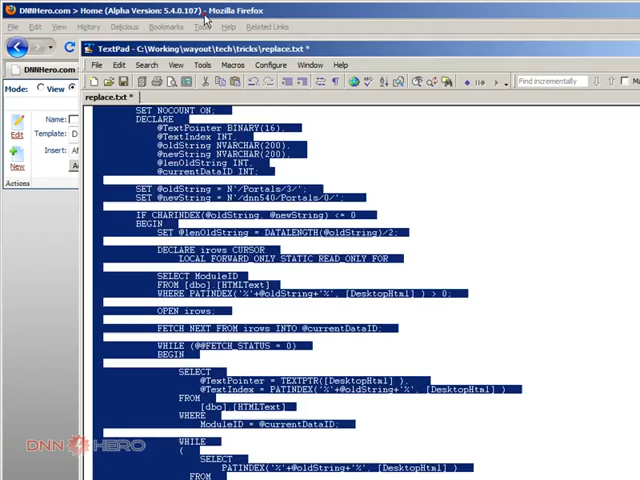 DNNHero.com > Home (Alpha Version: 5.4.0.107) - Mozilla Firefox
File Edit View History Delicious Bookmarks Tools Help Related Links
TextPad - C:\Working\wayout\tech\tricks\replace.txt *
File Edit Search View Tools Macros Configure Window Help
Find incrementally
DNNHero.com
replace.txt *
Mode: View
Edit
Name:
Template: D
New
Insert: Af
Actions
SET NOCOUNT ON;
DECLARE
@TextPointer BINARY(16),
@TextIndex INT,
@oldString NVARCHAR(200),
@newString NVARCHAR(200),
@lenOldString INT,
@currentDataID INT;
SET @oldString = N'/Portals/3/';
SET @newString = N'/dnn540/Portals/0/';
IF CHARINDEX(@oldString, @newString) <= 0
BEGIN
SET @lenOldString = DATALENGTH(@oldString)/2;
DECLARE irows CURSOR
LOCAL FORWARD_ONLY STATIC READ_ONLY FOR
SELECT ModuleID
FROM [dbo].[HTMLText]
WHERE PATINDEX('%'+@oldString+'%', [DesktopHtml] ) > 0;
OPEN irows;
FETCH NEXT FROM irows INTO @currentDataID;
WHILE (@@FETCH_STATUS = 0)
BEGIN
SELECT
@TextPointer = TEXTPTR([DesktopHtml] ),
@TextIndex = PATINDEX('%'+@oldString+'%', [DesktopHtml] )
FROM
[dbo].[HTMLText]
WHERE
ModuleID = @currentDataID;
WHILE
(
SELECT
PATINDEX('%'+@oldString+'%', [DesktopHtml] )
FROM
DNN HERO